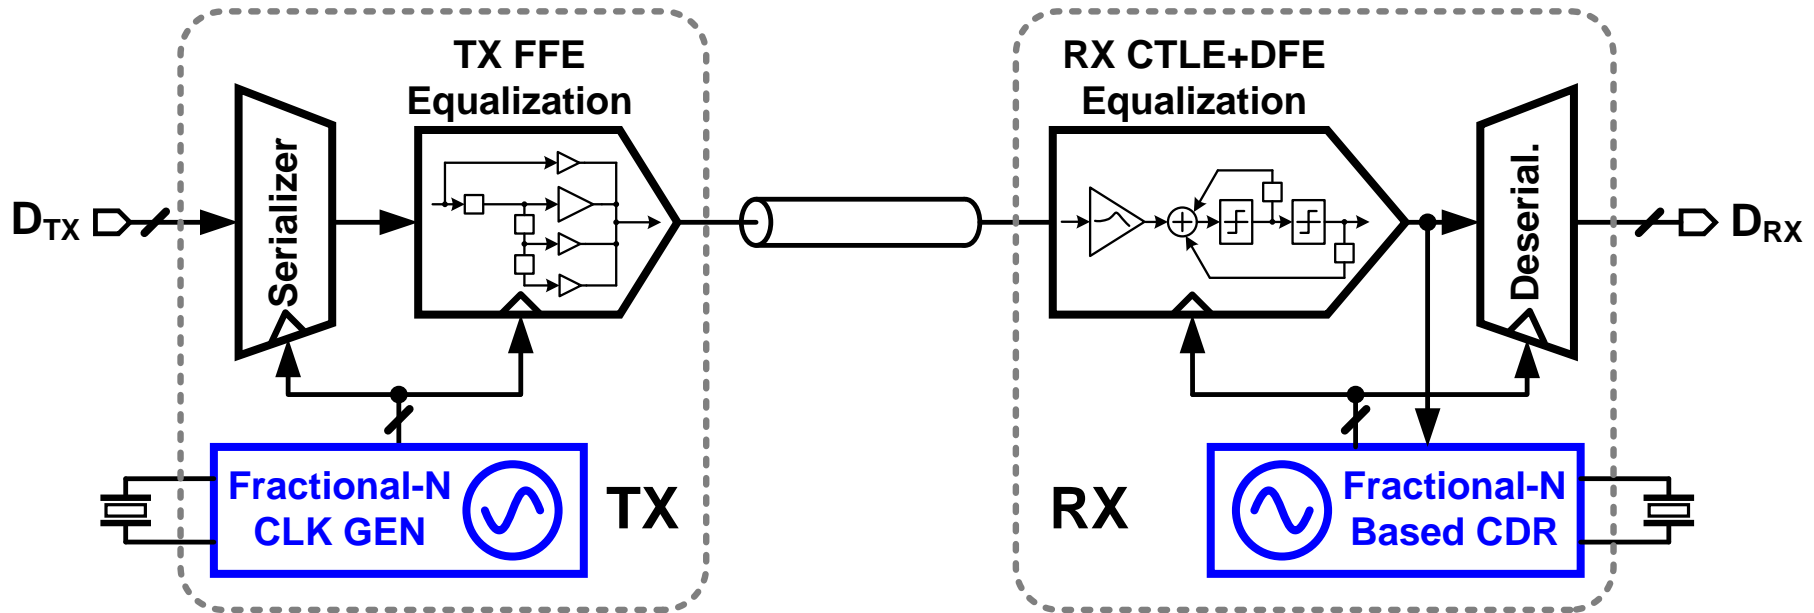 TX FFE
Equalization
RX CTLE+DFE
Equalization
Serializer
Deserial.
DTX
DRX
Fractional-N
CLK GEN
TX
RX
Fractional-N
Based CDR